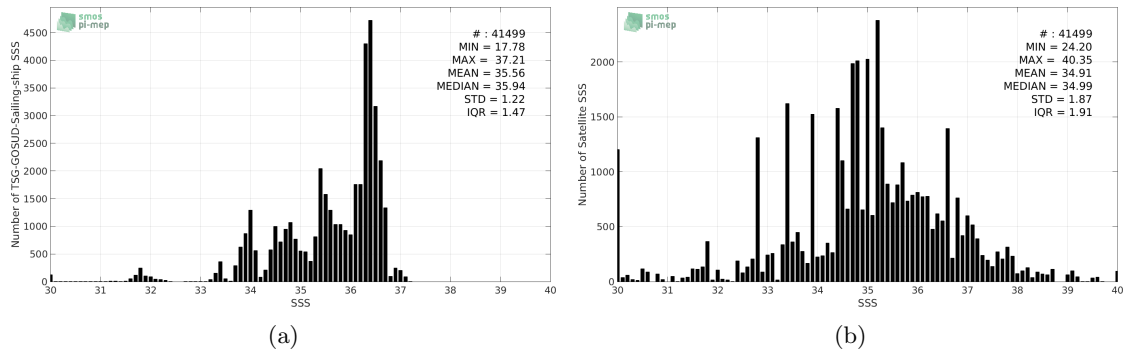 smos
pi-mep
Number of TSG-GOSUD-Sailing-ship SSS
4500
4000
3500
3000
2500
2000
1500
1000
500
0
# : 41499
MIN = 17.78
MAX = 37.21
MEAN = 35.56
MEDIAN = 35.94
STD = 1.22
IQR = 1.47
30 31 32 33 34 35 36 37 38 39 40
SSS
(a)
smos
pi-mep
Number of Satellite SSS
2000
1500
1000
500
0
# : 41499
MIN = 24.20
MAX = 40.35
MEAN = 34.91
MEDIAN = 34.99
STD = 1.87
IQR = 1.91
30 31 32 33 34 35 36 37 38 39 40
SSS
(b)